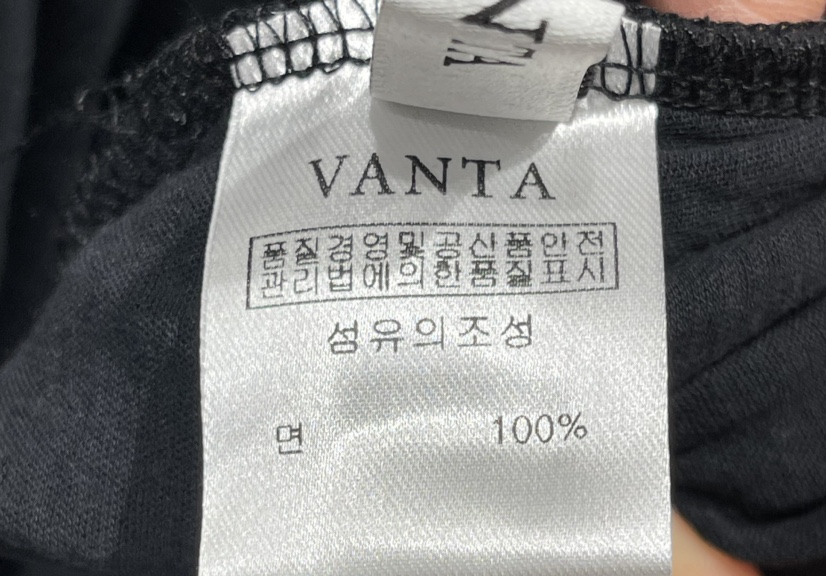 VANTA
품질경영및공산품안전
관리법에의한품질표시
섬유의조성
면 100%